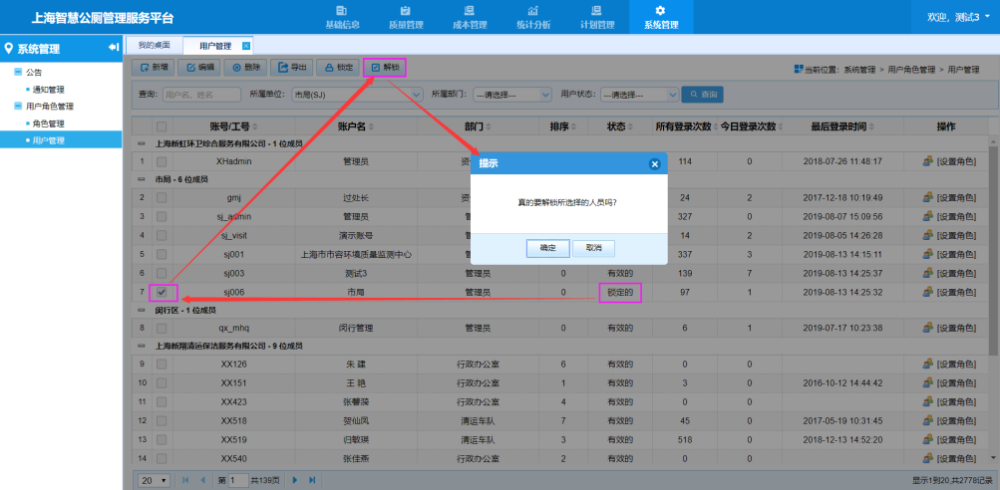 上海智慧公厕管理服务平台
基础信息 质量管理 成本管理 统计分析 计划管理 系统管理
欢迎, 测试3
系统管理
公告
通知管理
用户角色管理
角色管理
用户管理
我的桌面 用户管理
新增 编辑 删除 导出 锁定 解锁
当前位置: 系统管理 > 用户角色管理 > 用户管理
查询: 用户名、姓名 所属单位: 市局(SJ) 所属部门: ---请选择--- 用户状态: ---请选择--- 查询
账号/工号 账户名 部门 排序 状态 所有登录次数 今日登录次数 最后登录时间 操作
上海新虹环卫综合服务有限公司 - 1 位成员
1 XHadmin 管理员 114 0 2018-07-26 11:48:17 [设置角色]
市局 - 6 位成员
2 gmj 过处长 24 2 2017-12-18 10:19:49 [设置角色]
3 sj_admin 管理员 327 0 2019-08-07 15:09:56 [设置角色]
4 sj_visit 演示账号 14 2 2019-08-05 14:26:28 [设置角色]
5 sj001 上海市市容环境质量监测中心 337 3 2019-08-13 14:15:11 [设置角色]
6 sj003 测试3 管理员 0 有效的 139 7 2019-08-13 14:25:37 [设置角色]
7 sj006 市局 管理员 0 锁定的 97 1 2019-08-13 14:25:32 [设置角色]
闵行区 - 1 位成员
8 qx_mhq 闵行管理 管理员 0 有效的 6 1 2019-07-17 10:23:38 [设置角色]
上海新翔清运保洁服务有限公司 - 9 位成员
9 XX126 朱 建 行政办公室 6 有效的 0 0 [设置角色]
10 XX151 王 艳 行政办公室 1 有效的 3 0 2016-10-12 14:44:42 [设置角色]
11 XX423 张馨滢 行政办公室 4 有效的 0 0 [设置角色]
12 XX518 贺仙凤 清运车队 7 有效的 45 0 2017-05-19 10:31:45 [设置角色]
13 XX519 归敏瑛 清运车队 3 有效的 518 0 2018-12-13 14:52:20 [设置角色]
14 XX540 张佳燕 行政办公室 2 有效的 0 0 [设置角色]
提示
真的要解锁所选择的人员吗?
确定 取消
20 第 1 共139页 显示1到20,共2778记录